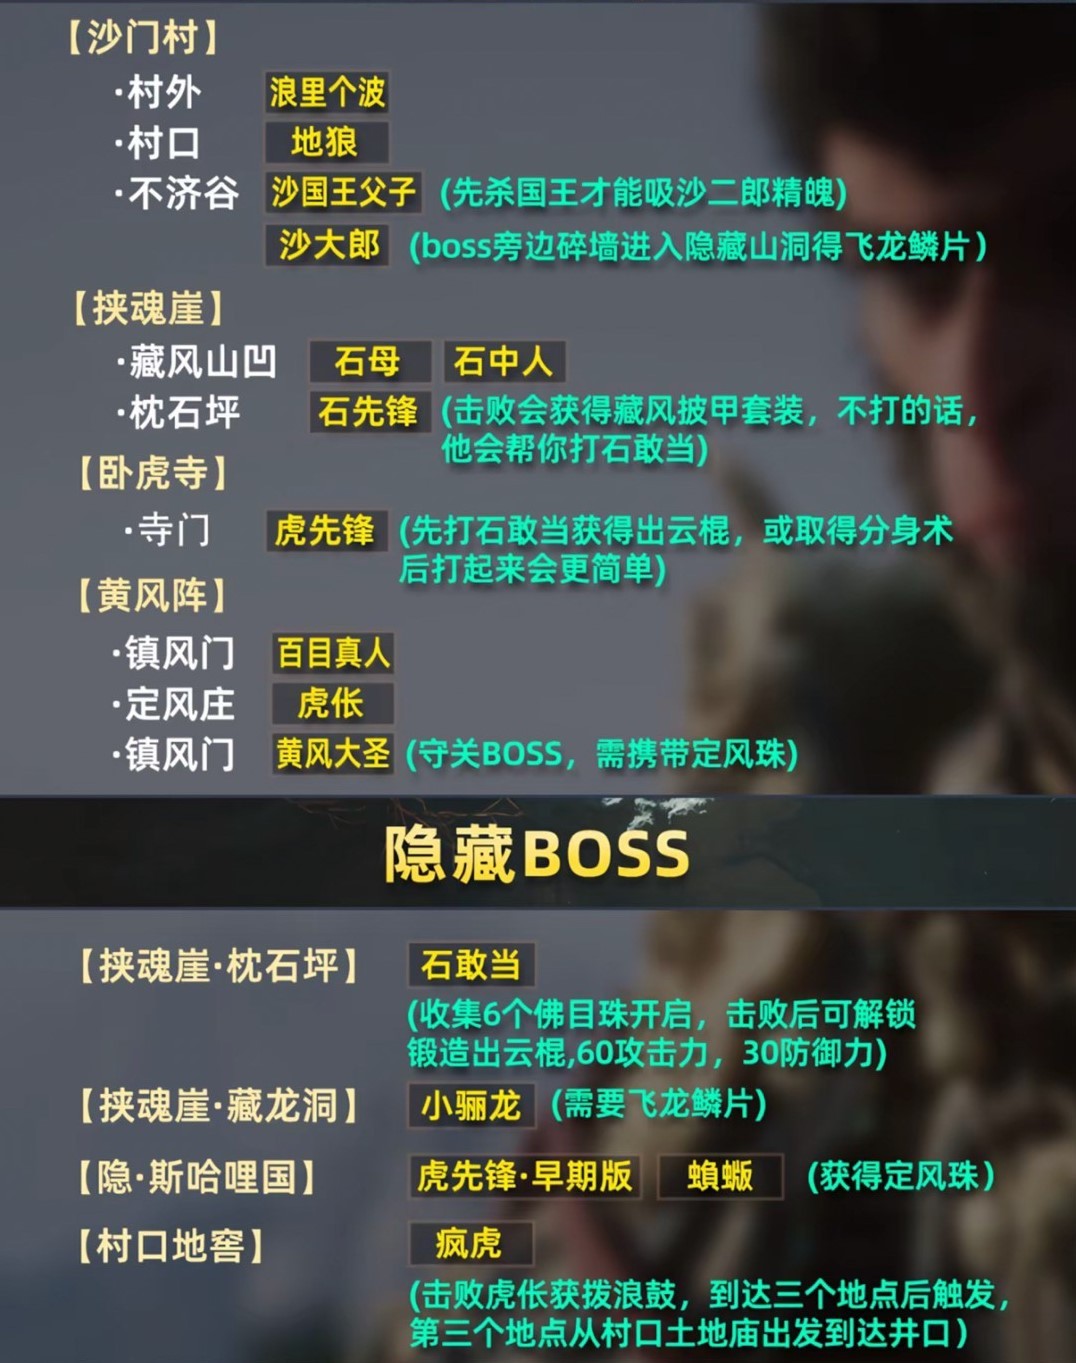 【沙门村】
·村外 浪里个波
·村口 地狼
·不济谷 沙国王父子 (先杀国王才能吸沙二郎精魄)
沙大郎 (boss旁边碎墙进入隐藏山洞得飞龙鳞片)
【挟魂崖】
·藏风山凹 石母 石中人
·枕石坪 石先锋 (击败会获得藏风披甲套装，不打的话，
他会帮你打石敢当)
【卧虎寺】
·寺门 虎先锋 (先打石敢当获得出云棍，或取得分身术
后打起来会更简单)
【黄风阵】
·镇风门 百目真人
·定风庄 虎伥
·镇风门 黄风大圣 (守关BOSS，需携带定风珠)
隐藏BOSS
【挟魂崖·枕石坪】 石敢当
(收集6个佛目珠开启，击败后可解锁
锻造出云棍,60攻击力，30防御力)
【挟魂崖·藏龙洞】 小骊龙 (需要飞龙鳞片)
【隐·斯哈哩国】 虎先锋·早期版 蝜蝂 (获得定风珠)
【村口地窖】 疯虎
(击败虎伥获拨浪鼓，到达三个地点后触发，
第三个地点从村口土地庙出发到达井口)